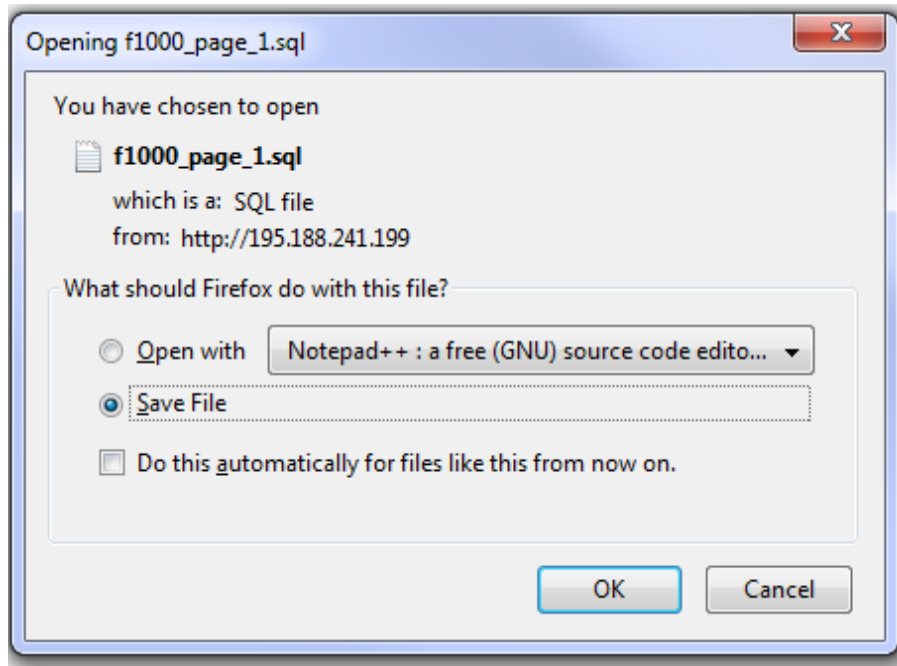 Opening f1000_page_1.sql
You have chosen to open
f1000_page_1.sql
which is a: SQL file
from: http://195.188.241.199
What should Firefox do with this file?
Open with Notepad++ : a free (GNU) source code edito...
Save File
Do this automatically for files like this from now on.
OK Cancel